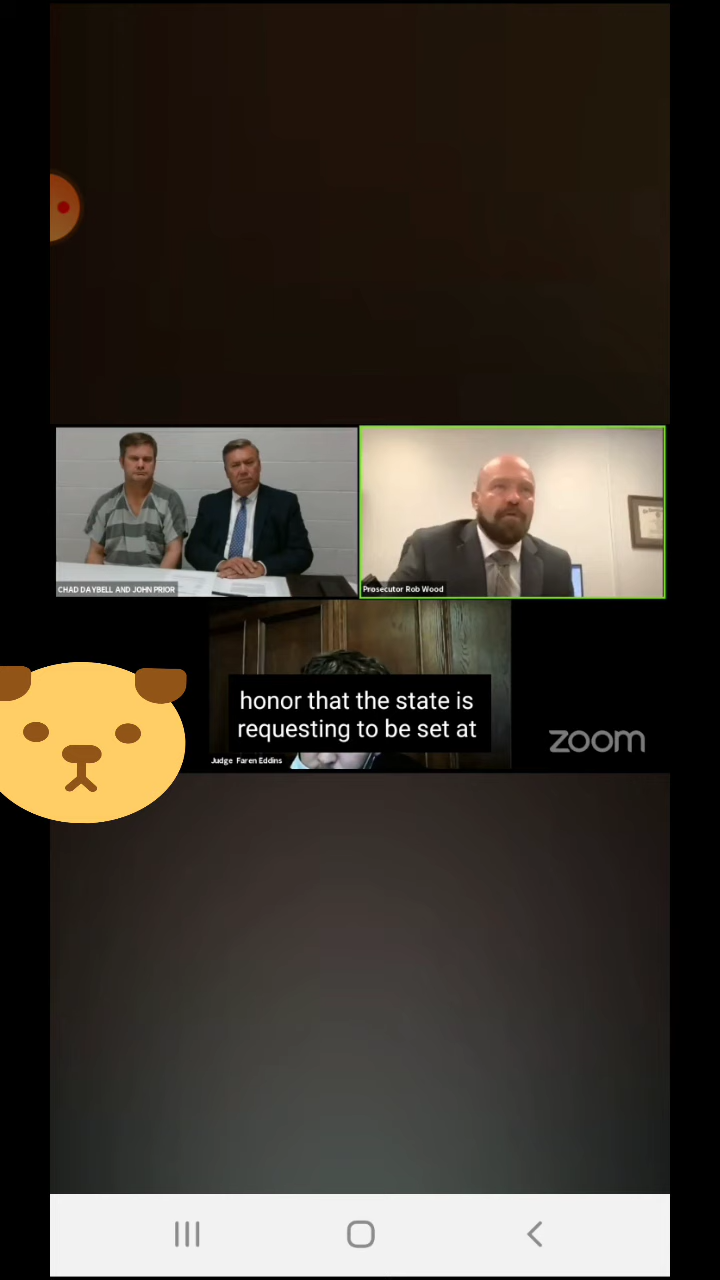 CHAD DAYBELL AND JOHN PRIOR
Prosecutor Rob Wood
honor that the state is
requesting to be set at
Judge Faren Eddins
zoom